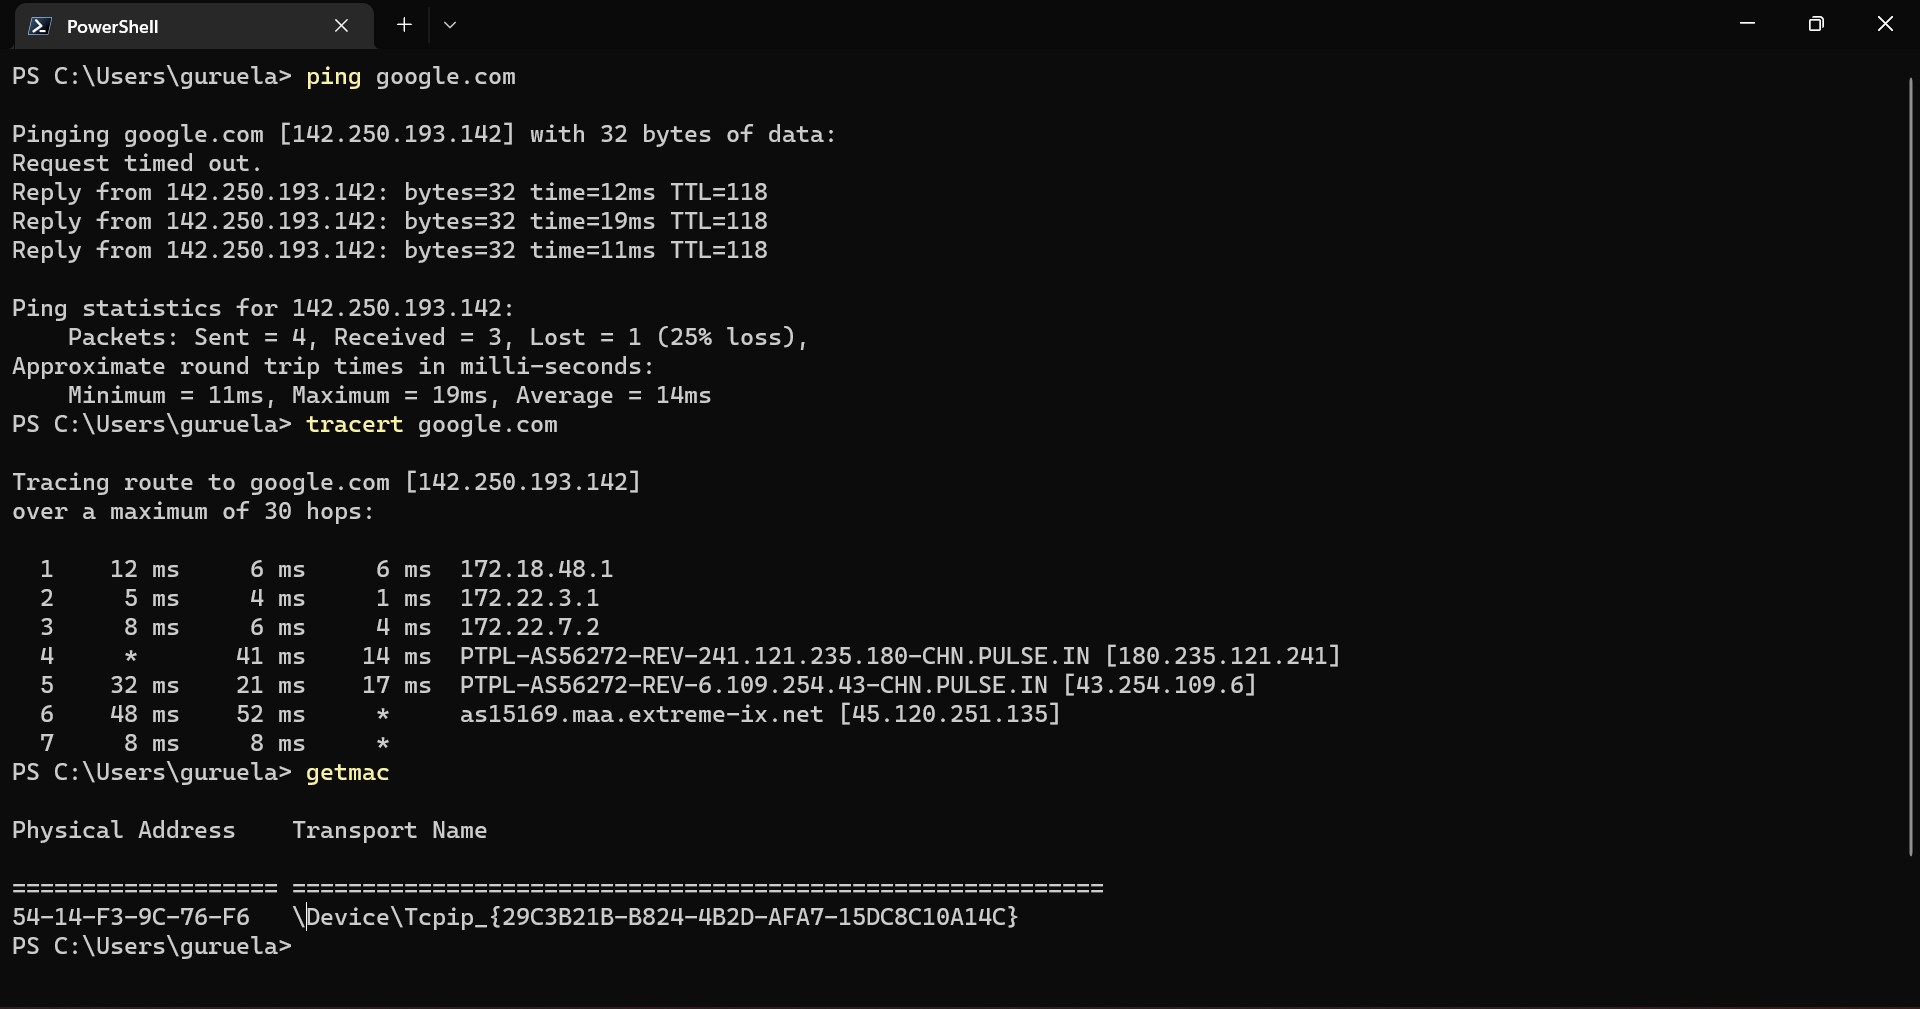 PowerShell
PS C:\Users\guruela> ping google.com
Pinging google.com [142.250.193.142] with 32 bytes of data:
Request timed out.
Reply from 142.250.193.142: bytes=32 time=12ms TTL=118
Reply from 142.250.193.142: bytes=32 time=19ms TTL=118
Reply from 142.250.193.142: bytes=32 time=11ms TTL=118
Ping statistics for 142.250.193.142:
    Packets: Sent = 4, Received = 3, Lost = 1 (25% loss),
Approximate round trip times in milli-seconds:
    Minimum = 11ms, Maximum = 19ms, Average = 14ms
PS C:\Users\guruela> tracert google.com
Tracing route to google.com [142.250.193.142]
over a maximum of 30 hops:
  1    12 ms     6 ms     6 ms  172.18.48.1
  2     5 ms     4 ms     1 ms  172.22.3.1
  3     8 ms     6 ms     4 ms  172.22.7.2
  4     *       41 ms    14 ms  PTPL-AS56272-REV-241.121.235.180-CHN.PULSE.IN [180.235.121.241]
  5    32 ms    21 ms    17 ms  PTPL-AS56272-REV-6.109.254.43-CHN.PULSE.IN [43.254.109.6]
  6    48 ms    52 ms     *     as15169.maa.extreme-ix.net [45.120.251.135]
  7     8 ms     8 ms     *
PS C:\Users\guruela> getmac
Physical Address    Transport Name
=================== ==========================================================
54-14-F3-9C-76-F6   \Device\Tcpip_{29C3B21B-B824-4B2D-AFA7-15DC8C10A14C}
PS C:\Users\guruela>